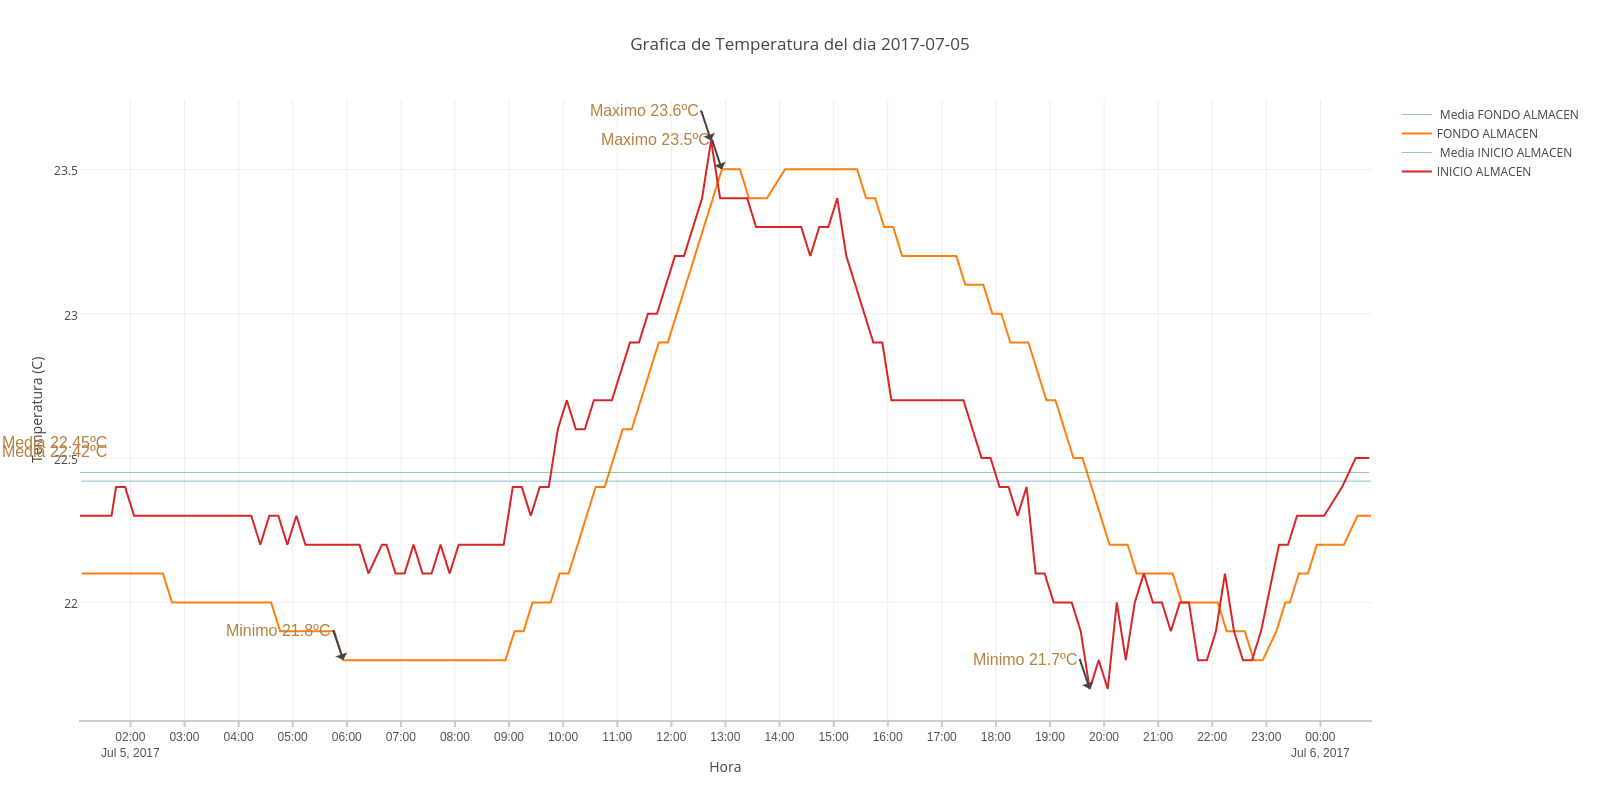 Grafica de Temperatura del dia 2017-07-05
Maximo 23.6ºC
Maximo 23.5ºC
Media FONDO ALMACEN
FONDO ALMACEN
Media INICIO ALMACEN
INICIO ALMACEN
23.5
23
22.5
22
Temperatura (C)
Media 22.45ºC
Media 22.42ºC
Minimo 21.8ºC
Minimo 21.7ºC
02:00 03:00 04:00 05:00 06:00 07:00 08:00 09:00 10:00 11:00 12:00 13:00 14:00 15:00 16:00 17:00 18:00 19:00 20:00 21:00 22:00 23:00 00:00
Jul 5, 2017 Jul 6, 2017
Hora